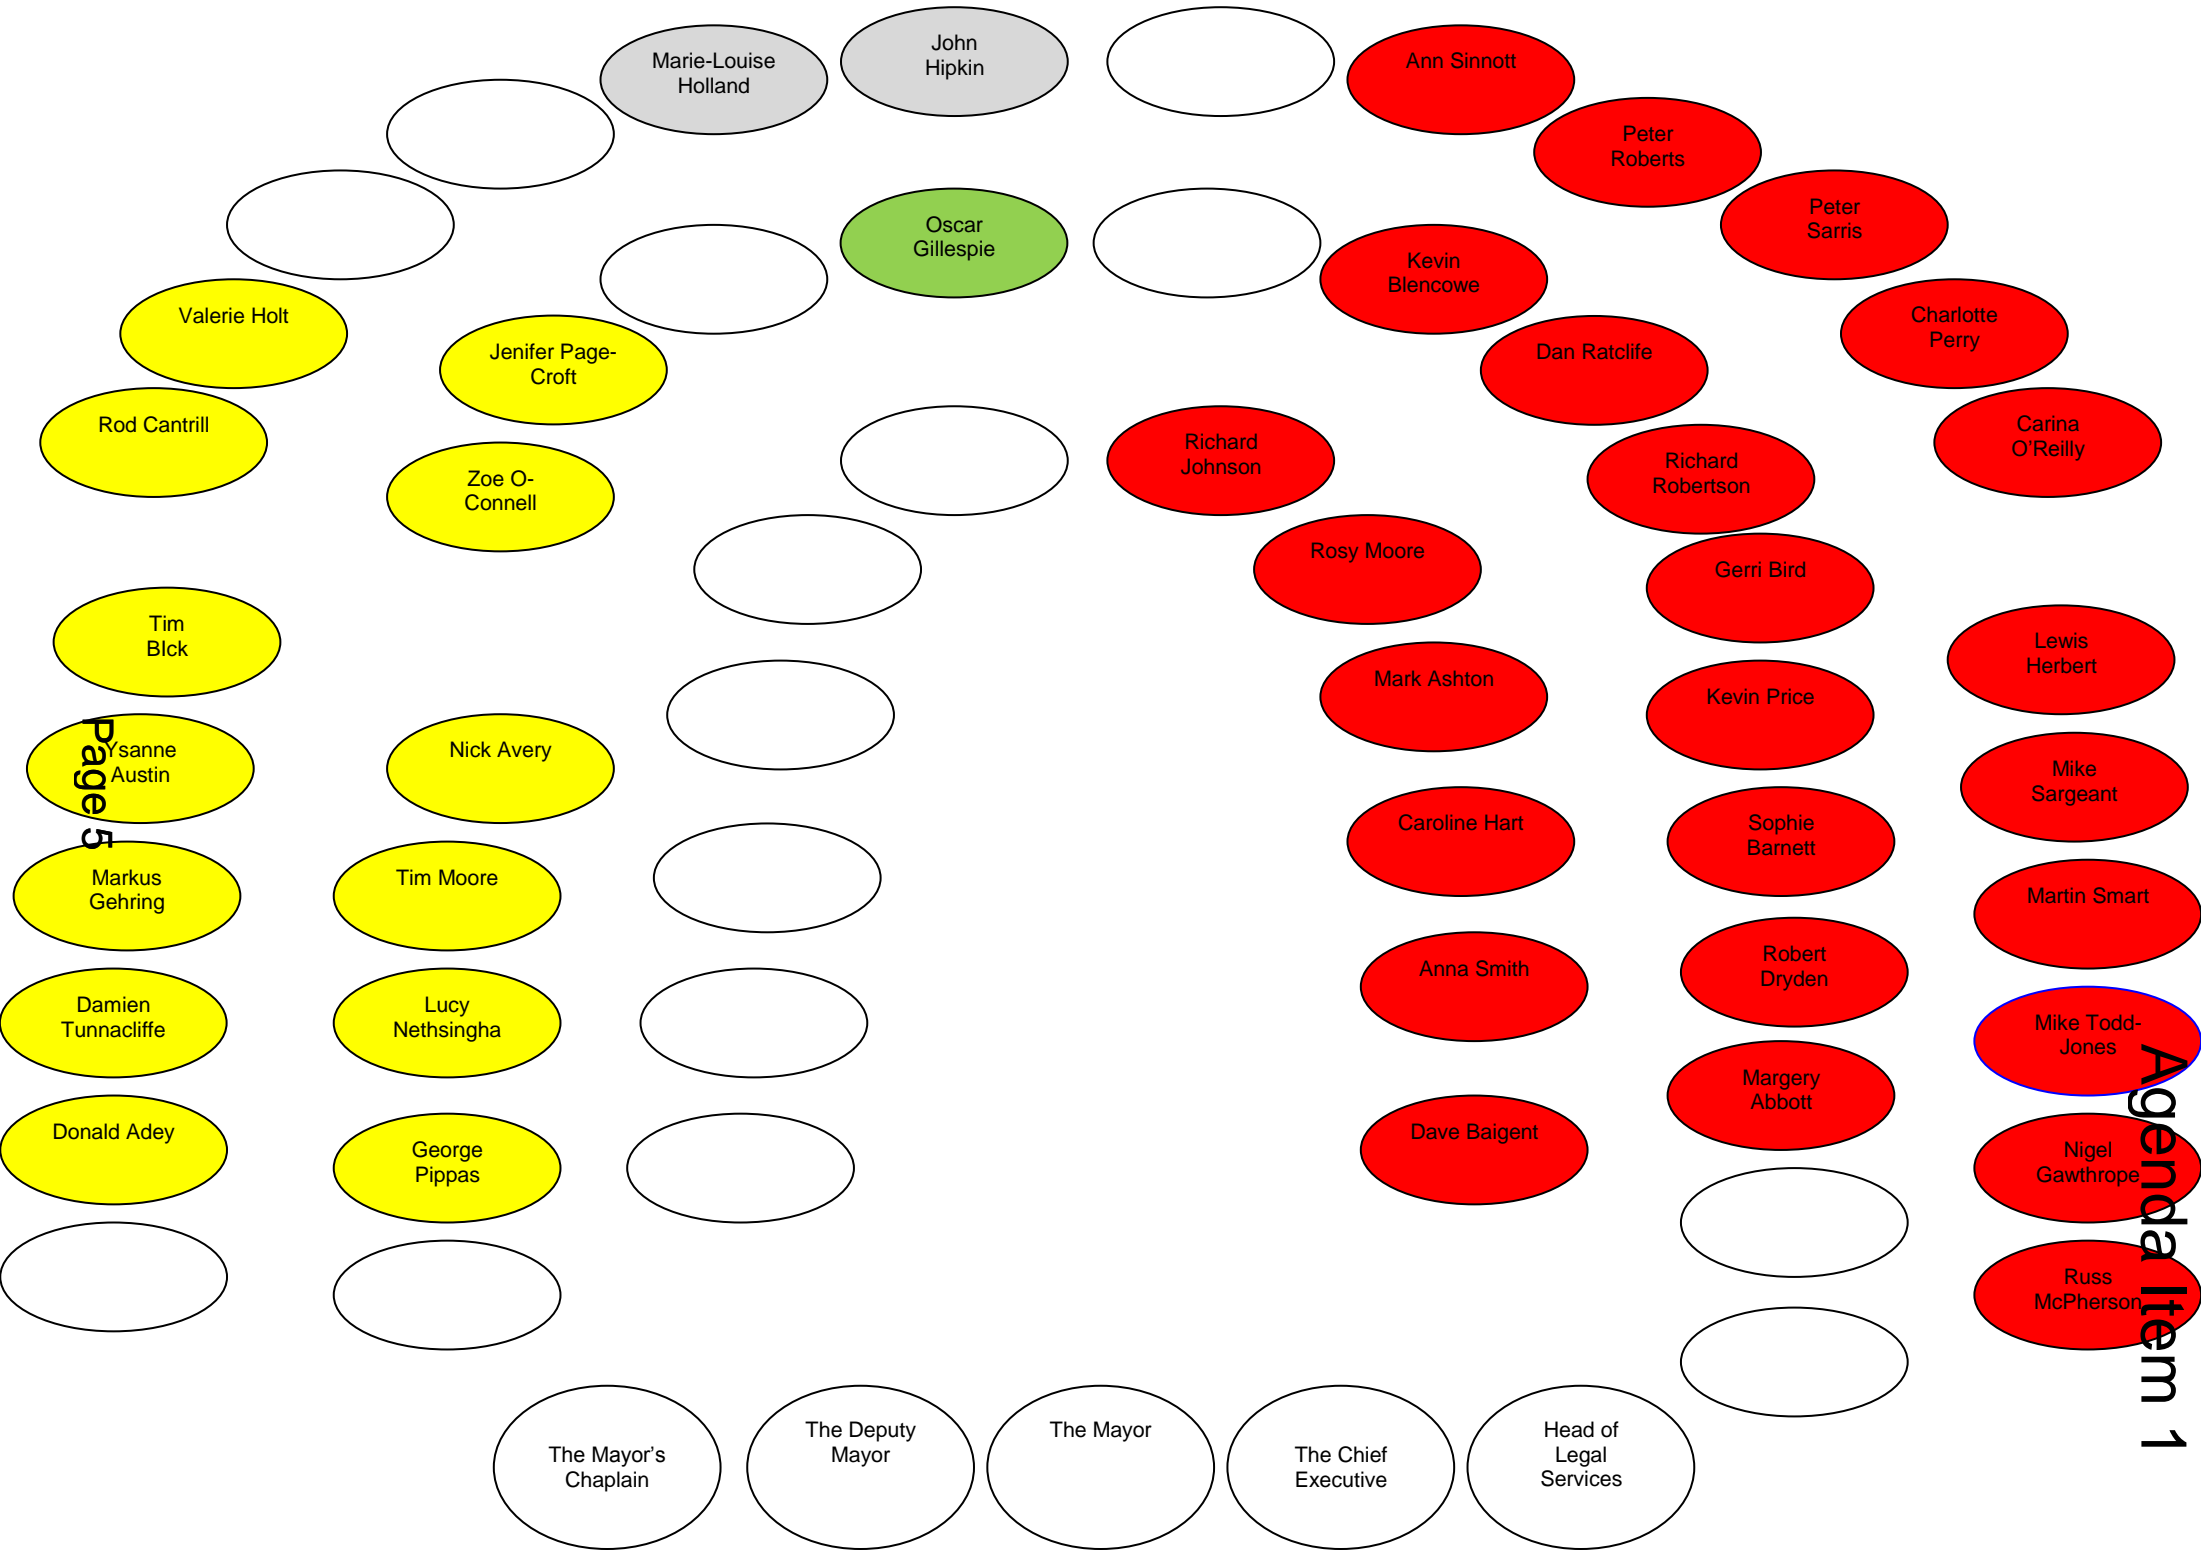 Marie-Louise
Holland
John
Hipkin
Ann Sinnott
Peter
Roberts
Peter
Sarris
Charlotte
Perry
Carina
O'Reilly
Oscar
Gillespie
Kevin
Blencowe
Dan Ratclife
Richard
Robertson
Gerri Bird
Valerie Holt
Jenifer Page-
Croft
Rod Cantrill
Zoe O-
Connell
Richard
Johnson
Rosy Moore
Mark Ashton
Caroline Hart
Anna Smith
Dave Baigent
Tim
Blck
Ysanne
Austin
Markus
Gehring
Damien
Tunnacliffe
Donald Adey
Nick Avery
Tim Moore
Lucy
Nethsingha
George
Pippas
Kevin Price
Sophie
Barnett
Robert
Dryden
Margery
Abbott
Lewis
Herbert
Mike
Sargeant
Martin Smart
Mike Todd-
Jones
Nigel
Gawthrope
Russ
McPherson
The Mayor’s
Chaplain
The Deputy
Mayor
The Mayor
The Chief
Executive
Head of
Legal
Services
Page 5
Agenda Item 1